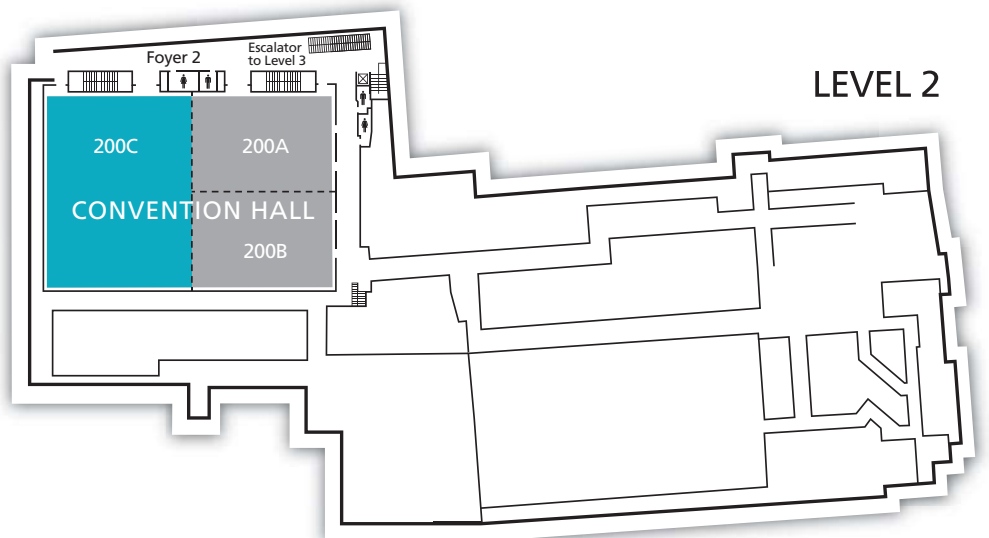 Foyer 2
Escalator
to Level 3
LEVEL 2
200C
200A
CONVENTION HALL
200B